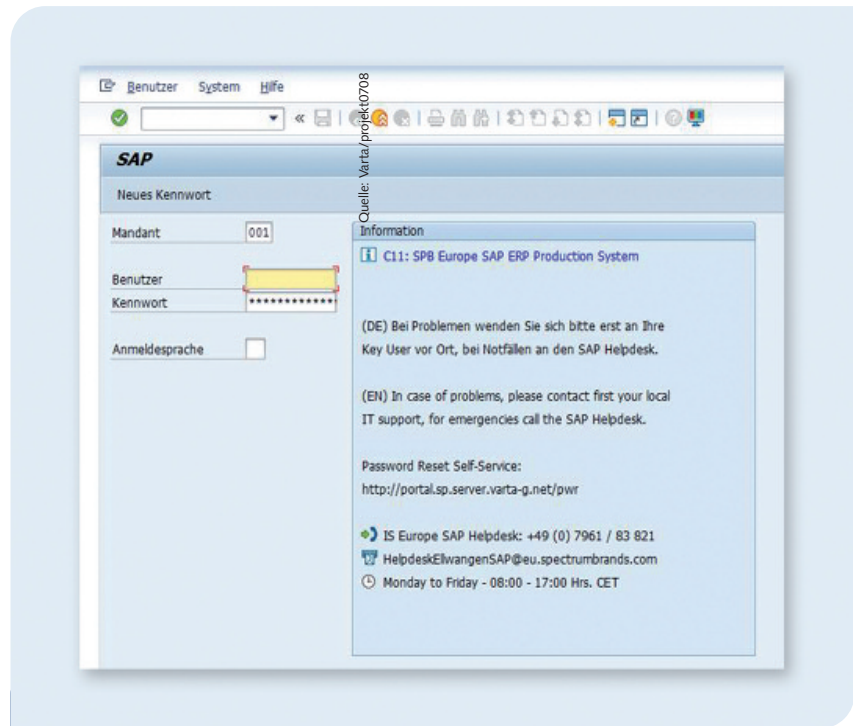 Benutzer System Hilfe
Quelle: Varta/projekt0708
SAP
Neues Kennwort
Mandant 001
Information
C11: SPB Europe SAP ERP Production System
Benutzer
Kennwort ************
(DE) Bei Problemen wenden Sie sich bitte erst an Ihre
Key User vor Ort, bei Notfällen an den SAP Helpdesk.
Anmeldesprache
(EN) In case of problems, please contact first your local
IT support, for emergencies call the SAP Helpdesk.
Password Reset Self-Service:
http://portal.sp.server.varta-g.net/pwr
IS Europe SAP Helpdesk: +49 (0) 7961 / 83 821
HelpdeskEllwangenSAP@eu.spectrumbrands.com
Monday to Friday - 08:00 - 17:00 Hrs. CET